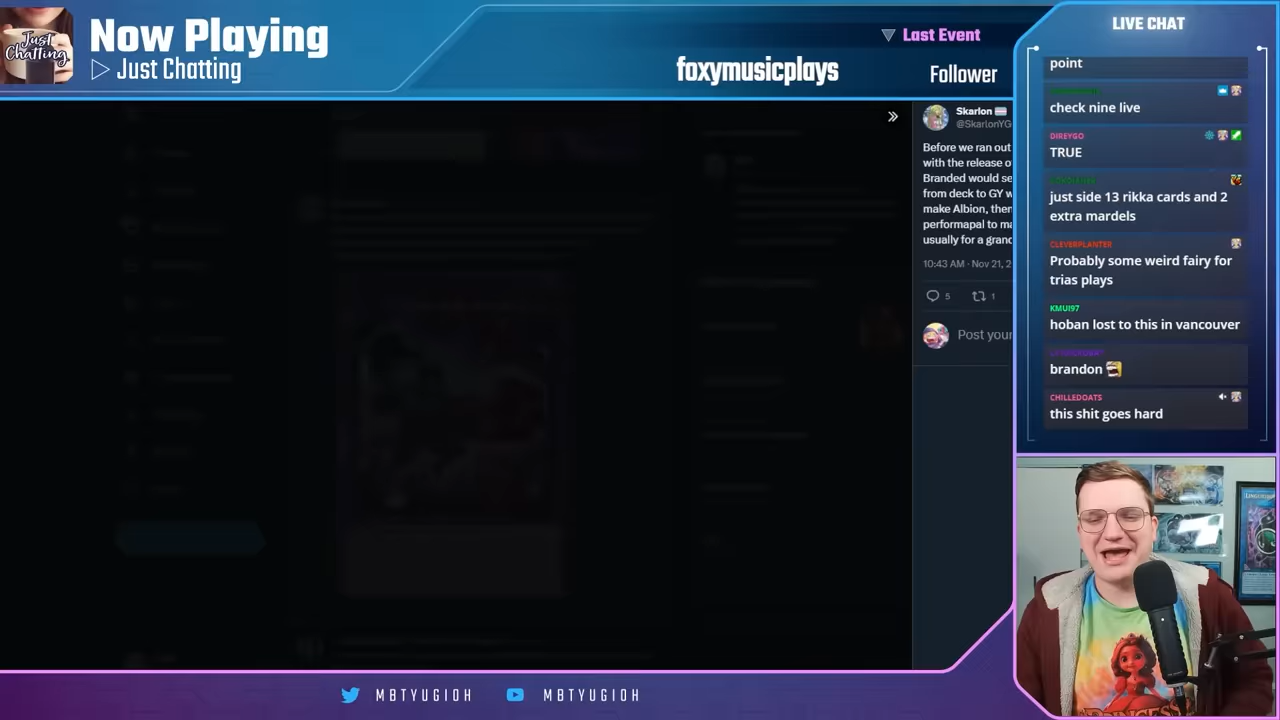 Just
Chatting
Now Playing
Just Chatting
Last Event
foxymusicplays
Follower
LIVE CHAT
Skarlon
@SkarlonYG
Before we ran out
with the release o
Branded would se
from deck to GY w
make Albion, then
performapal to ma
usually for a grand
10:43 AM · Nov 21, 2
5
1
Post your
point
check nine live
DIREYGO
TRUE
just side 13 rikka cards and 2
extra mardels
CLEVERPLANTER
Probably some weird fairy for
trias plays
KMUI97
hoban lost to this in vancouver
brandon
CHILLEDOATS
this shit goes hard
MBTYUGIOH
MBTYUGIOH